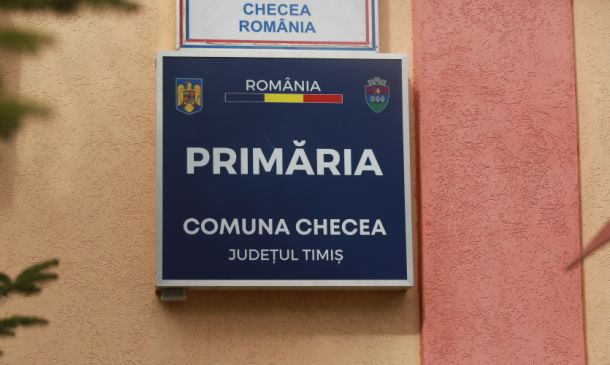 CHECEA
ROMÂNIA
ROMÂNIA
PRIMĂRIA
COMUNA CHECEA
JUDEȚUL TIMIȘ